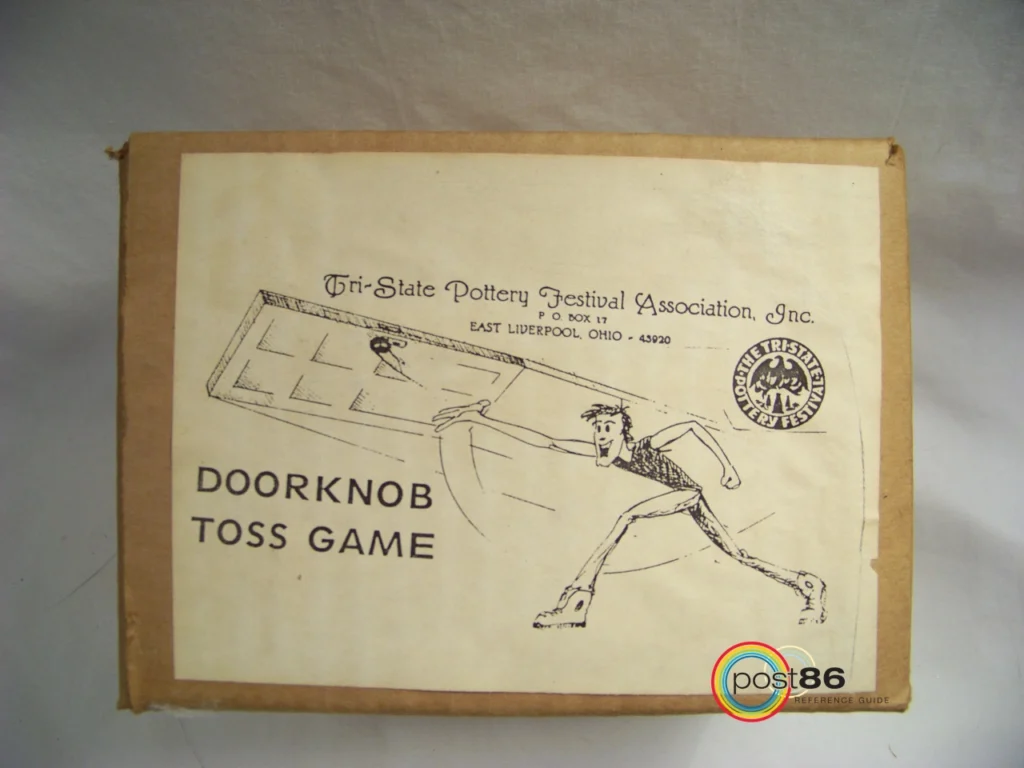 Tri-State Pottery Festival Association, Inc.
P O BOX 17
EAST LIVERPOOL, OHIO - 43920
THE TRI-STATE
POTTERY FESTIVAL
DOORKNOB
TOSS GAME
post86
REFERENCE GUIDE